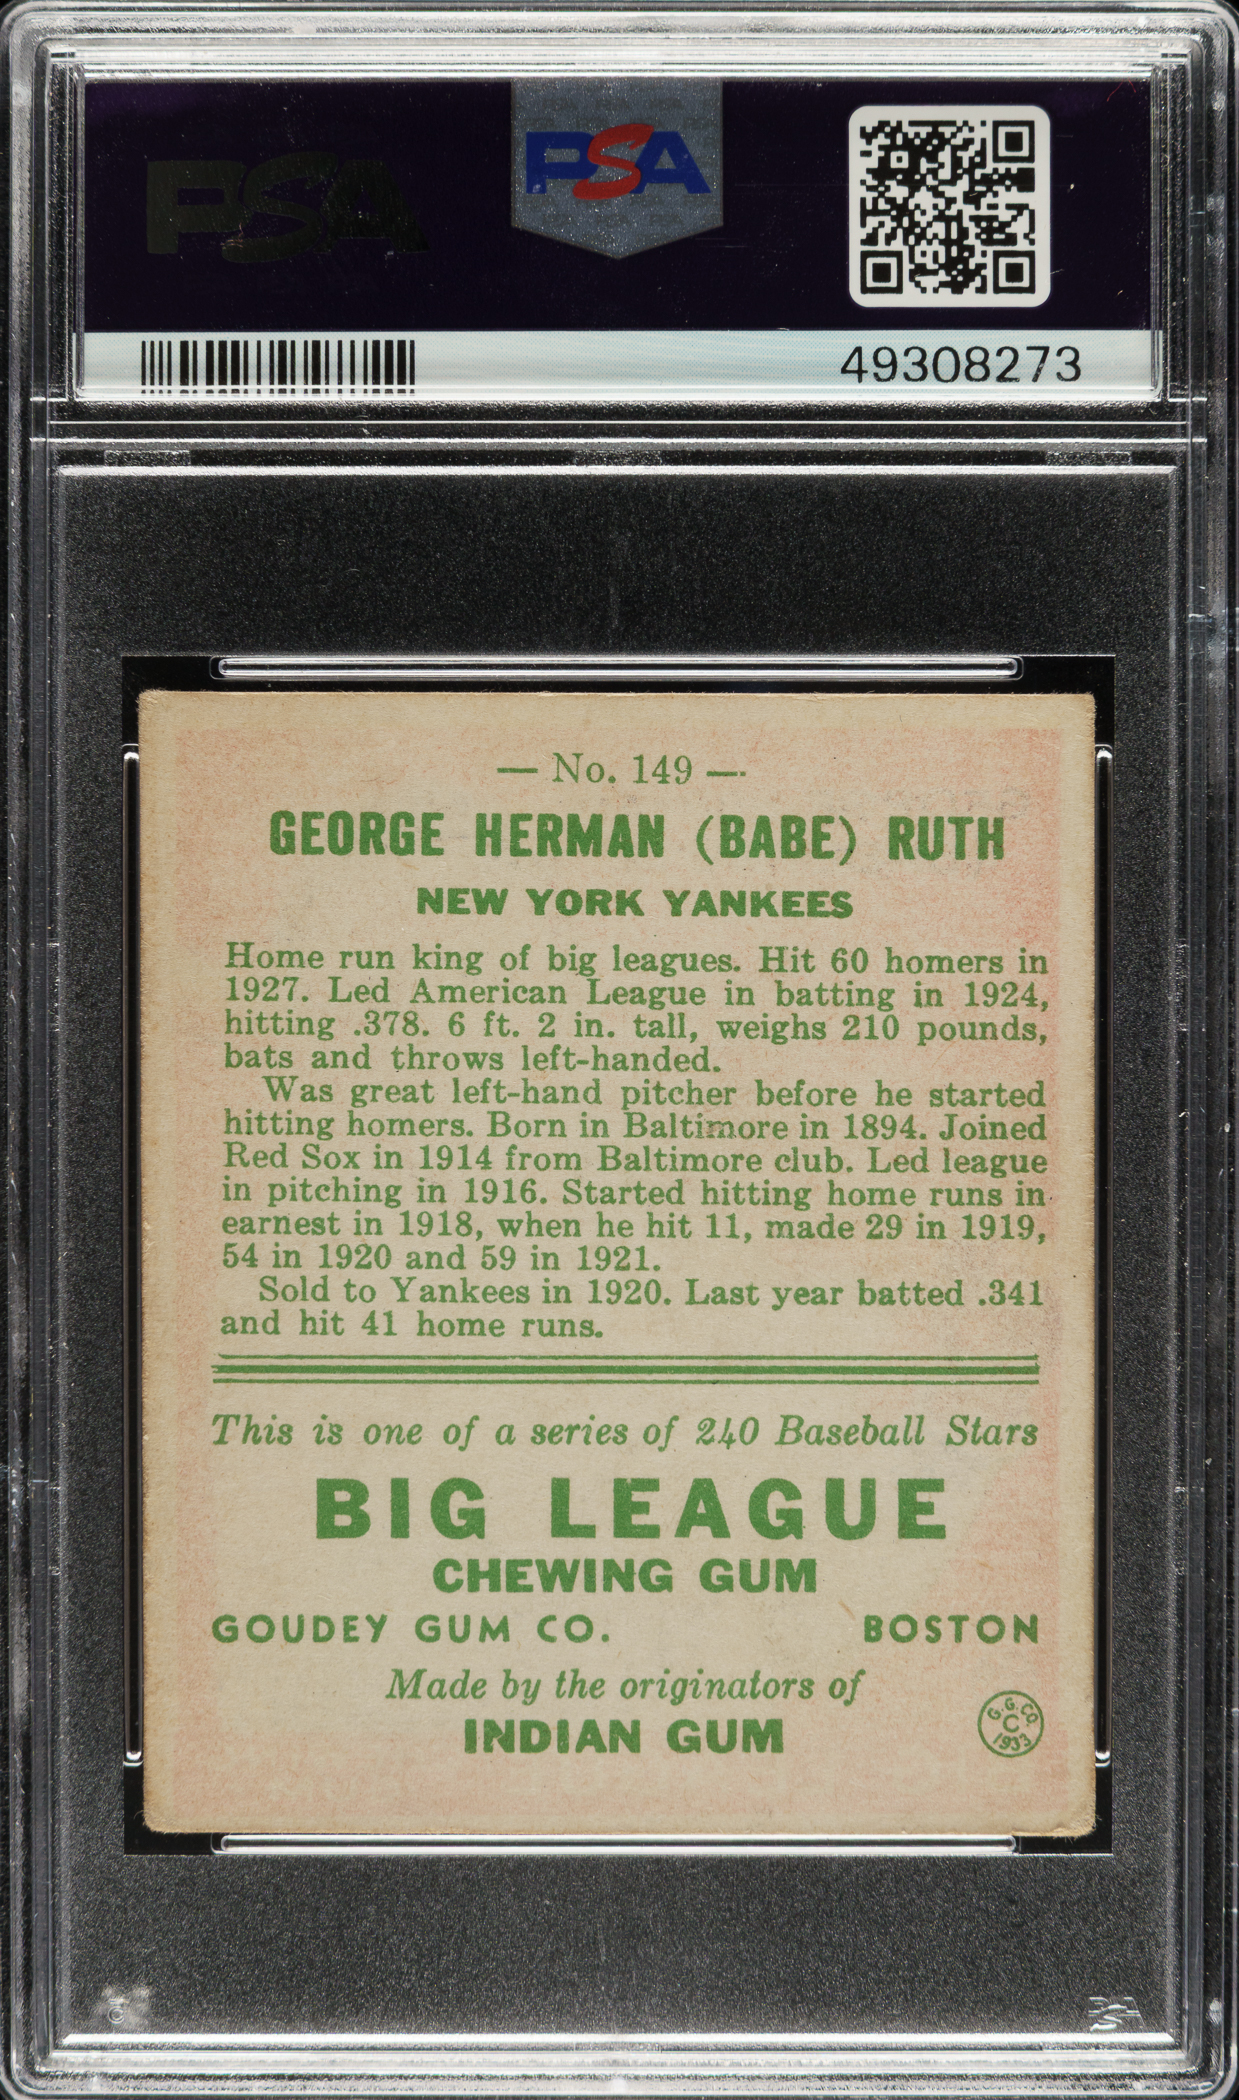 PSA
PSA
49308273
— No. 149 —
GEORGE HERMAN (BABE) RUTH
NEW YORK YANKEES
Home run king of big leagues. Hit 60 homers in
1927. Led American League in batting in 1924,
hitting .378. 6 ft. 2 in. tall, weighs 210 pounds,
bats and throws left-handed.
Was great left-hand pitcher before he started
hitting homers. Born in Baltimore in 1894. Joined
Red Sox in 1914 from Baltimore club. Led league
in pitching in 1916. Started hitting home runs in
earnest in 1918, when he hit 11, made 29 in 1919,
54 in 1920 and 59 in 1921.
Sold to Yankees in 1920. Last year batted .341
and hit 41 home runs.
This is one of a series of 240 Baseball Stars
BIG LEAGUE
CHEWING GUM
GOUDEY GUM CO. BOSTON
Made by the originators of
INDIAN GUM
G.G.CO.
C
1933
PSA